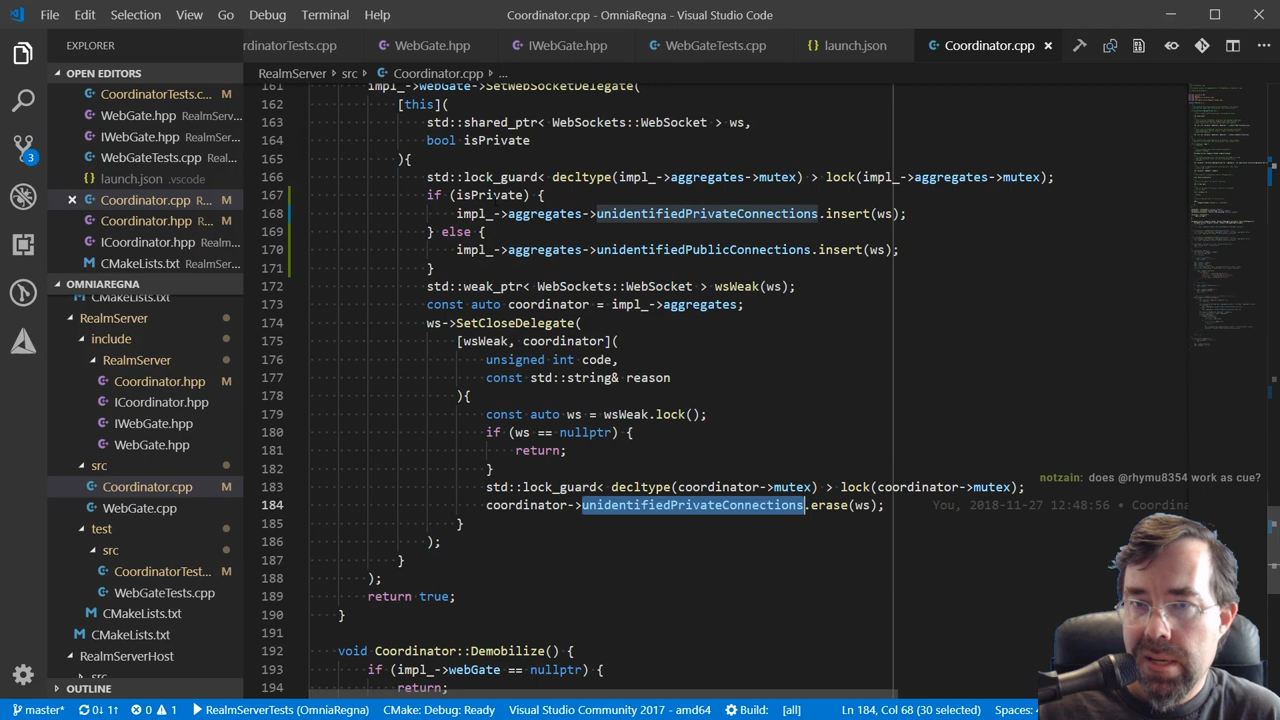 File Edit Selection View Go Debug Terminal Help
Coordinator.cpp - OmniaRegna - Visual Studio Code
EXPLORER
rdinatorTests.cpp WebGate.hpp IWebGate.hpp WebGateTests.cpp launch.json Coordinator.cpp
RealmServer > src > Coordinator.cpp > ...
OPEN EDITORS
CoordinatorTests.c... M
WebGate.hpp RealmServ...
IWebGate.hpp RealmSer...
WebGateTests.cpp Real...
launch.json .vscode
Coordinator.cpp R... M
Coordinator.hpp R... M
ICoordinator.hpp Real...
CMakeLists.txt RealmSer...
OMNIAREGNA
CMakeLists.txt
RealmServer
include
RealmServer
Coordinator.hpp M
ICoordinator.hpp
IWebGate.hpp
WebGate.hpp
src
Coordinator.cpp M
WebGate.cpp
test
src
CoordinatorTest... M
WebGateTests.cpp
CMakeLists.txt
CMakeLists.txt
RealmServerHost
src
OUTLINE
3
161 impl_->webGate->SetWebSocketDelegate(
162 [this](
163 std::shared_ptr< WebSockets::WebSocket > ws,
164 bool isPrivate
165 ){
166 std::lock_guard< decltype(impl_->aggregates->mutex) > lock(impl_->aggregates->mutex);
167 if (isPrivate) {
168 impl_->aggregates->unidentifiedPrivateConnections.insert(ws);
169 } else {
170 impl_->aggregates->unidentifiedPublicConnections.insert(ws);
171 }
172 std::weak_ptr< WebSockets::WebSocket > wsWeak(ws);
173 const auto coordinator = impl_->aggregates;
174 ws->SetCloseDelegate(
175 [wsWeak, coordinator](
176 unsigned int code,
177 const std::string& reason
178 ){
179 const auto ws = wsWeak.lock();
180 if (ws == nullptr) {
181 return;
182 }
183 std::lock_guard< decltype(coordinator->mutex) > lock(coordinator->mutex);
184 coordinator->unidentifiedPrivateConnections.erase(ws); You, 2018-11-27 12:48:56 • Coordina
185 }
186 );
187 }
188 );
189 return true;
190 }
191
192 void Coordinator::Demobilize() {
193 if (impl_->webGate == nullptr) {
194 return;
notzain: does @rhymu8354 work as cue?
master* 0↓ 1↑ 0 1 RealmServerTests (OmniaRegna) CMake: Debug: Ready Visual Studio Community 2017 - amd64 Build: [all] Ln 184, Col 68 (30 selected) Spaces: 4